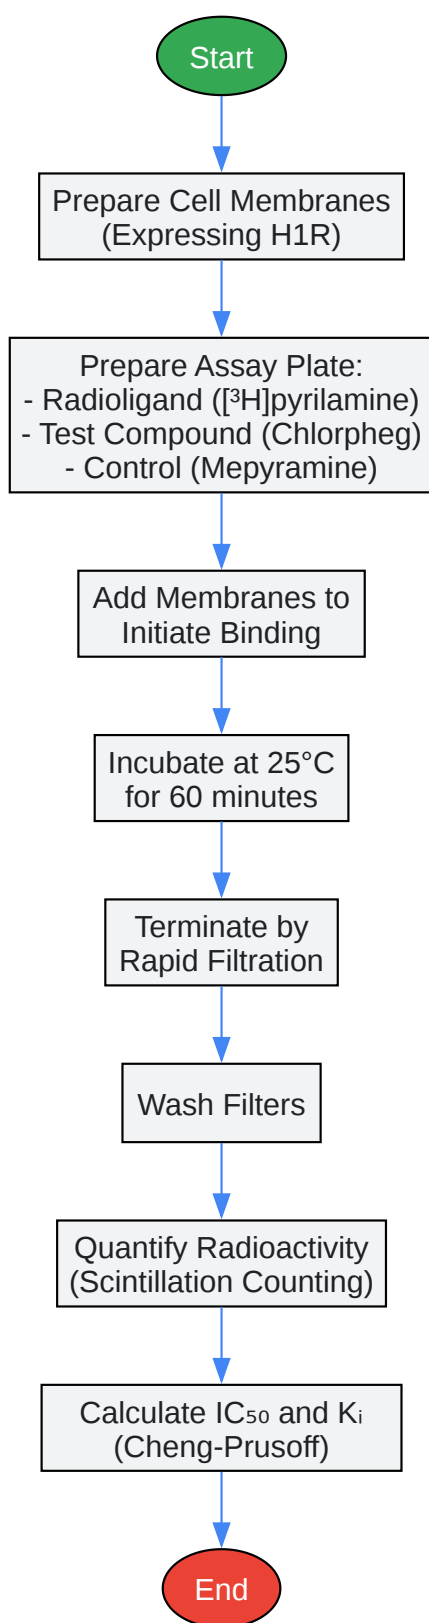 Start
Prepare Cell Membranes
(Expressing H1R)
Prepare Assay Plate:
- Radioligand ([³H]pyrilamine)
- Test Compound (Chlorpheg)
- Control (Mepyramine)
Add Membranes to
Initiate Binding
Incubate at 25°C
for 60 minutes
Terminate by
Rapid Filtration
Wash Filters
Quantify Radioactivity
(Scintillation Counting)
Calculate IC₅₀ and Kᵢ
(Cheng-Prusoff)
End